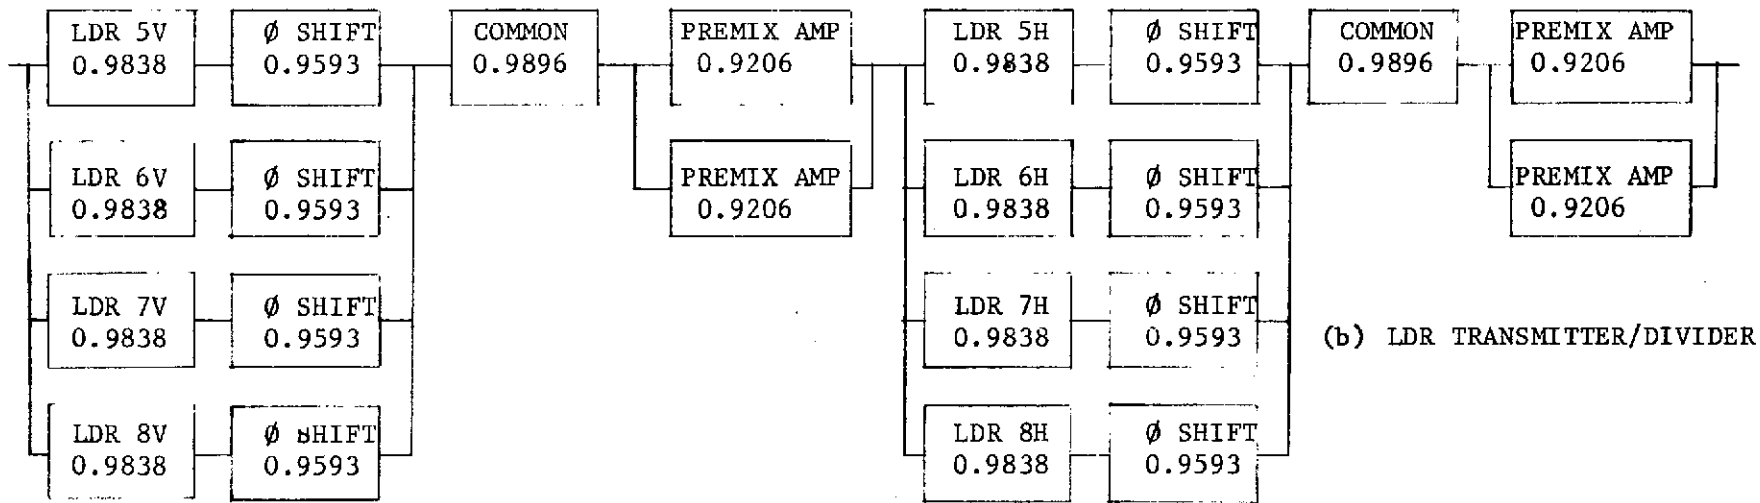 LDR 5V
0.9838
Ø SHIFT
0.9593
COMMON
0.9896
PREMIX AMP
0.9206
LDR 5H
0.9838
Ø SHIFT
0.9593
COMMON
0.9896
PREMIX AMP
0.9206
LDR 6V
0.9838
Ø SHIFT
0.9593
PREMIX AMP
0.9206
LDR 6H
0.9838
Ø SHIFT
0.9593
PREMIX AMP
0.9206
LDR 7V
0.9838
Ø SHIFT
0.9593
LDR 7H
0.9838
Ø SHIFT
0.9593
(b) LDR TRANSMITTER/DIVIDER
LDR 8V
0.9838
Ø SHIFT
0.9593
LDR 8H
0.9838
Ø SHIFT
0.9593